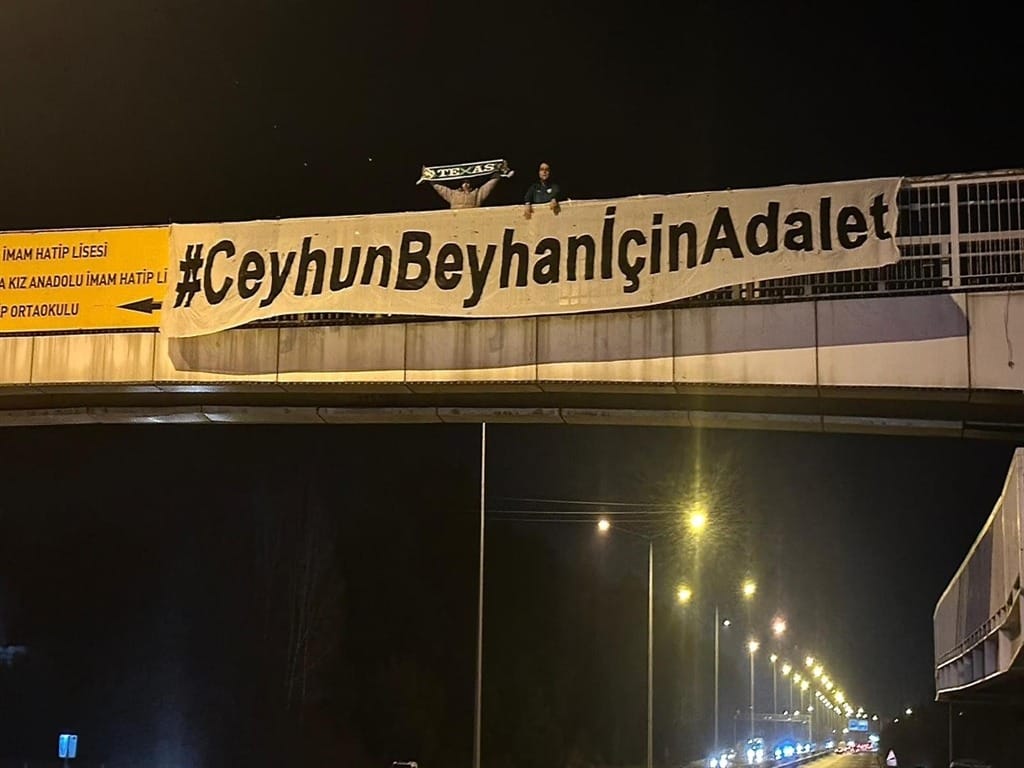 TEXAS
#CeyhunBeyhanİçinAdalet
İMAM HATİP LİSESİ
KIZ ANADOLU İMAM HATİP Lİ
ORTAOKULU